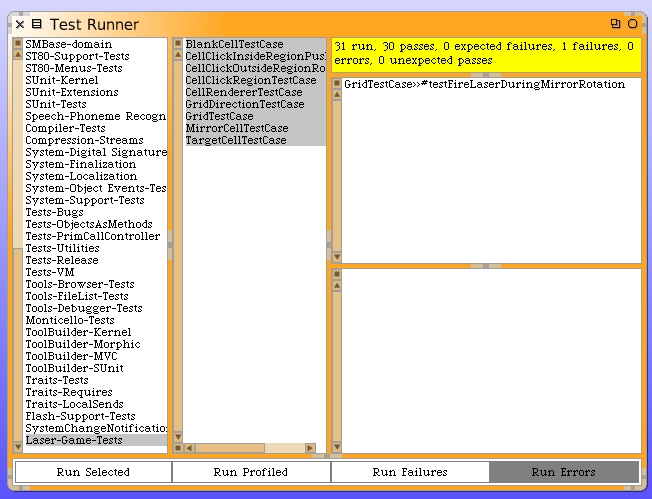 Test Runner
SMBase-domain
ST80-Support-Tests
ST80-Menus-Tests
SUnit-Kernel
SUnit-Extensions
SUnit-Tests
Speech-Phoneme Recogn
Compiler-Tests
Compression-Streams
System-Digital Signature
System-Finalization
System-Localization
System-Object Events-Tes
System-Support-Tests
Tests-Bugs
Tests-ObjectsAsMethods
Tests-PrimCallController
Tests-Utilities
Tests-Release
Tests-VM
Tools-Browser-Tests
Tools-FileList-Tests
Tools-Debugger-Tests
Monticello-Tests
ToolBuilder-Kernel
ToolBuilder-Morphic
ToolBuilder-MVC
ToolBuilder-SUnit
Traits-Tests
Traits-Requires
Traits-LocalSends
Flash-Support-Tests
SystemChangeNotificatio
Laser-Game-Tests
BlankCellTestCase
CellClickInsideRegionPus
CellClickOutsideRegionRo
CellClickRegionTestCase
CellRendererTestCase
GridDirectionTestCase
GridTestCase
MirrorCellTestCase
TargetCellTestCase
31 run, 30 passes, 0 expected failures, 1 failures, 0
errors, 0 unexpected passes
GridTestCase>>#testFireLaserDuringMirrorRotation
Run Selected
Run Profiled
Run Failures
Run Errors